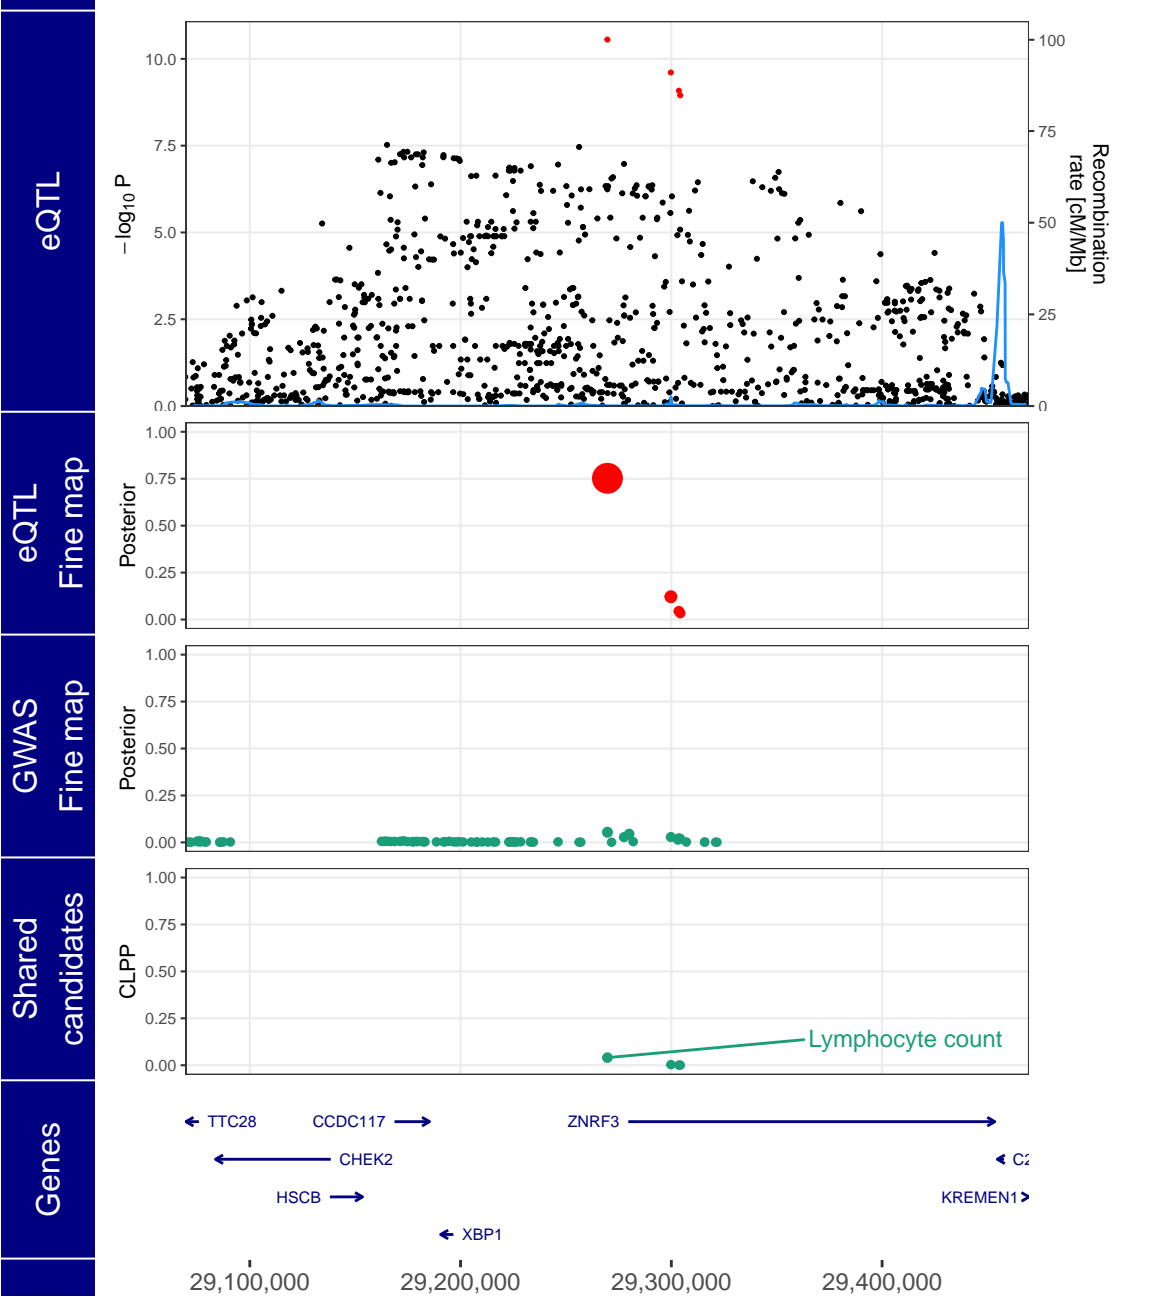 eQTL
−log10 P
10.0
7.5
5.0
2.5
0.0
100
75
50
25
0
Recombination
rate [cM/Mb]
eQTL
Fine map
Posterior
1.00
0.75
0.50
0.25
0.00
GWAS
Fine map
Posterior
1.00
0.75
0.50
0.25
0.00
Shared
candidates
CLPP
1.00
0.75
0.50
0.25
0.00
Lymphocyte count
Genes
TTC28
CCDC117
ZNRF3
CHEK2
C2
HSCB
KREMEN1
XBP1
29,100,000
29,200,000
29,300,000
29,400,000